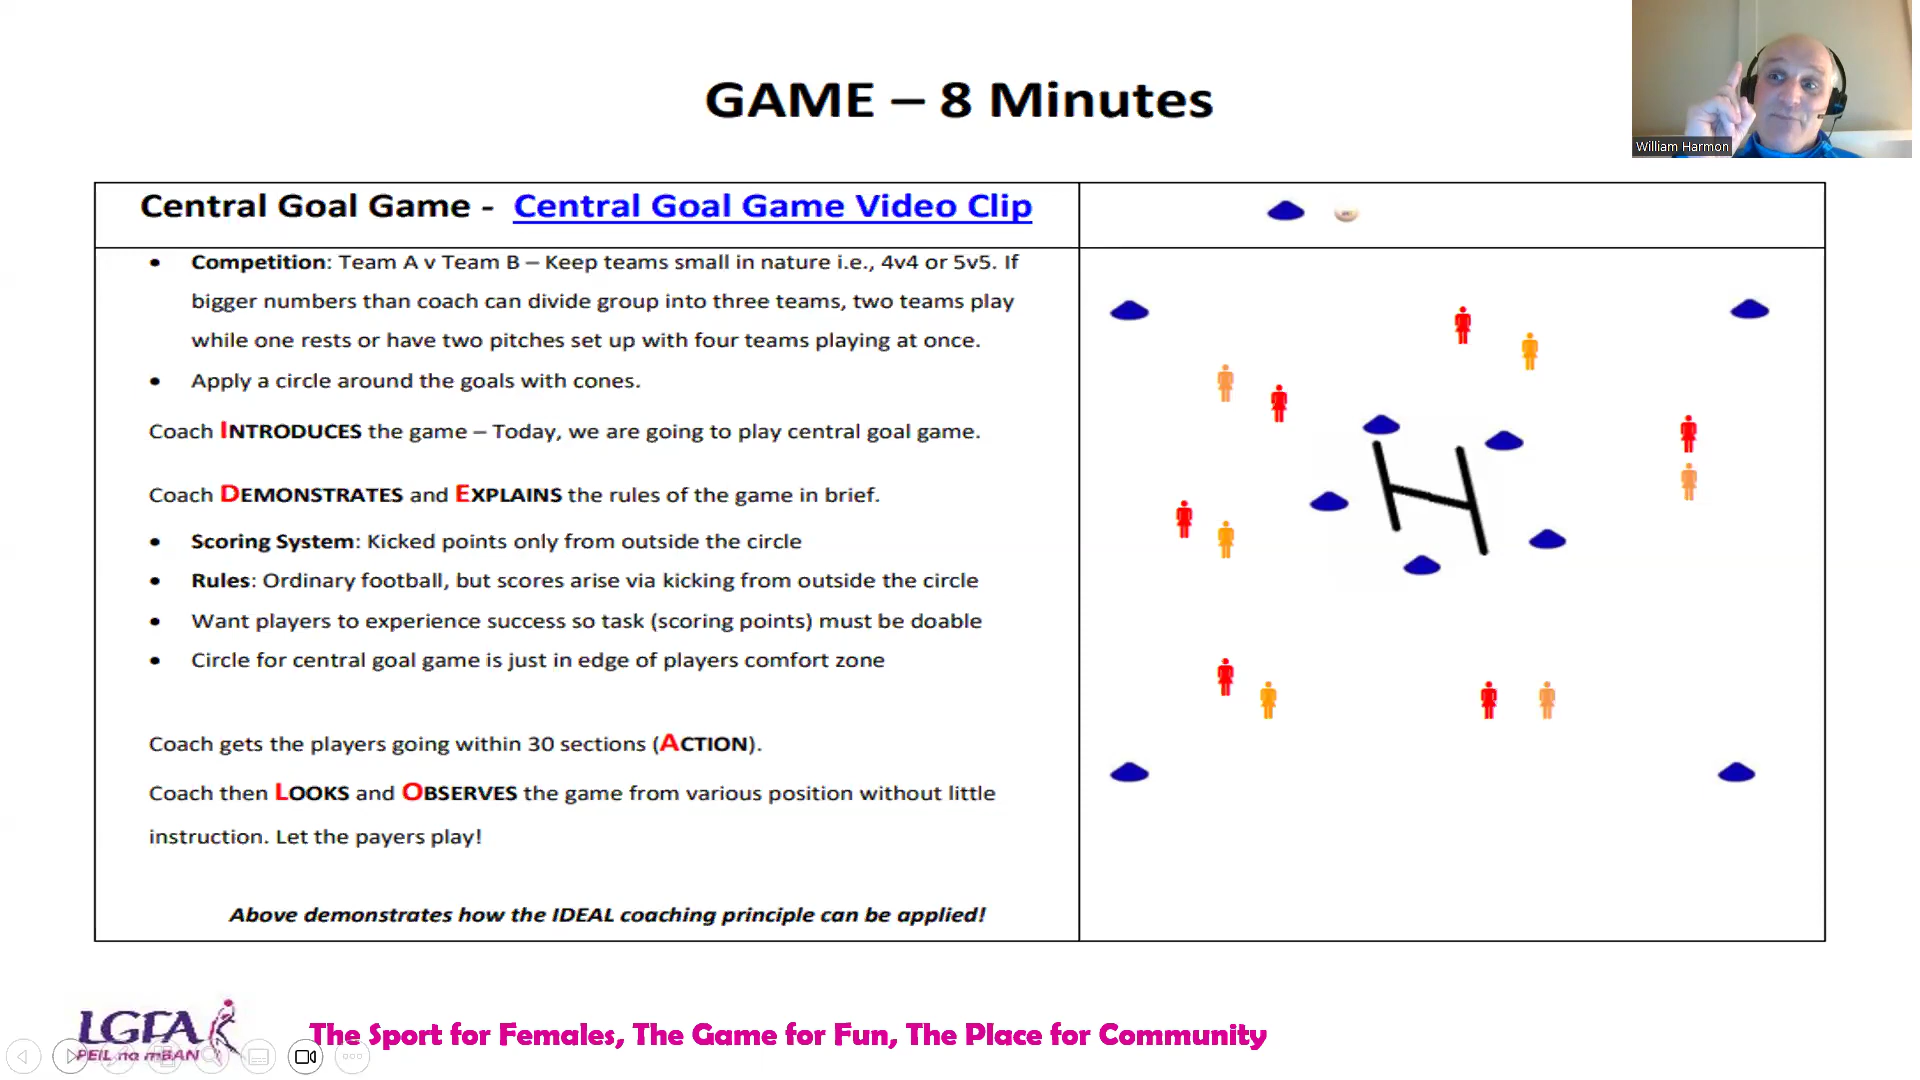 GAME – 8 Minutes
William Harmon
Central Goal Game - Central Goal Game Video Clip
• Competition: Team A v Team B – Keep teams small in nature i.e., 4v4 or 5v5. If
bigger numbers than coach can divide group into three teams, two teams play
while one rests or have two pitches set up with four teams playing at once.
• Apply a circle around the goals with cones.
Coach INTRODUCES the game – Today, we are going to play central goal game.
Coach DEMONSTRATES and EXPLAINS the rules of the game in brief.
• Scoring System: Kicked points only from outside the circle
• Rules: Ordinary football, but scores arise via kicking from outside the circle
• Want players to experience success so task (scoring points) must be doable
• Circle for central goal game is just in edge of players comfort zone
Coach gets the players going within 30 sections (ACTION).
Coach then LOOKS and OBSERVES the game from various position without little
instruction. Let the payers play!
Above demonstrates how the IDEAL coaching principle can be applied!
LGFA
PEIL na mBAN
The Sport for Females, The Game for Fun, The Place for Community